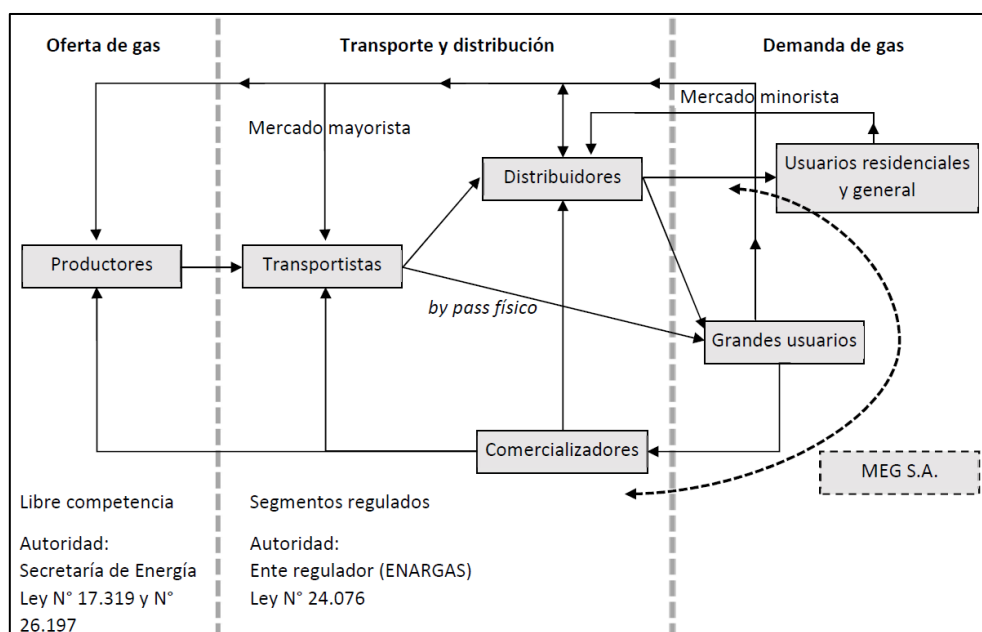 Oferta de gas
Transporte y distribución
Demanda de gas
Mercado mayorista
Mercado minorista
Distribuidores
Usuarios residenciales
y general
Productores
Transportistas
by pass físico
Grandes usuarios
Comercializadores
MEG S.A.
Libre competencia
Autoridad:
Secretaría de Energía
Ley N° 17.319 y N°
26.197
Segmentos regulados
Autoridad:
Ente regulador (ENARGAS)
Ley N° 24.076